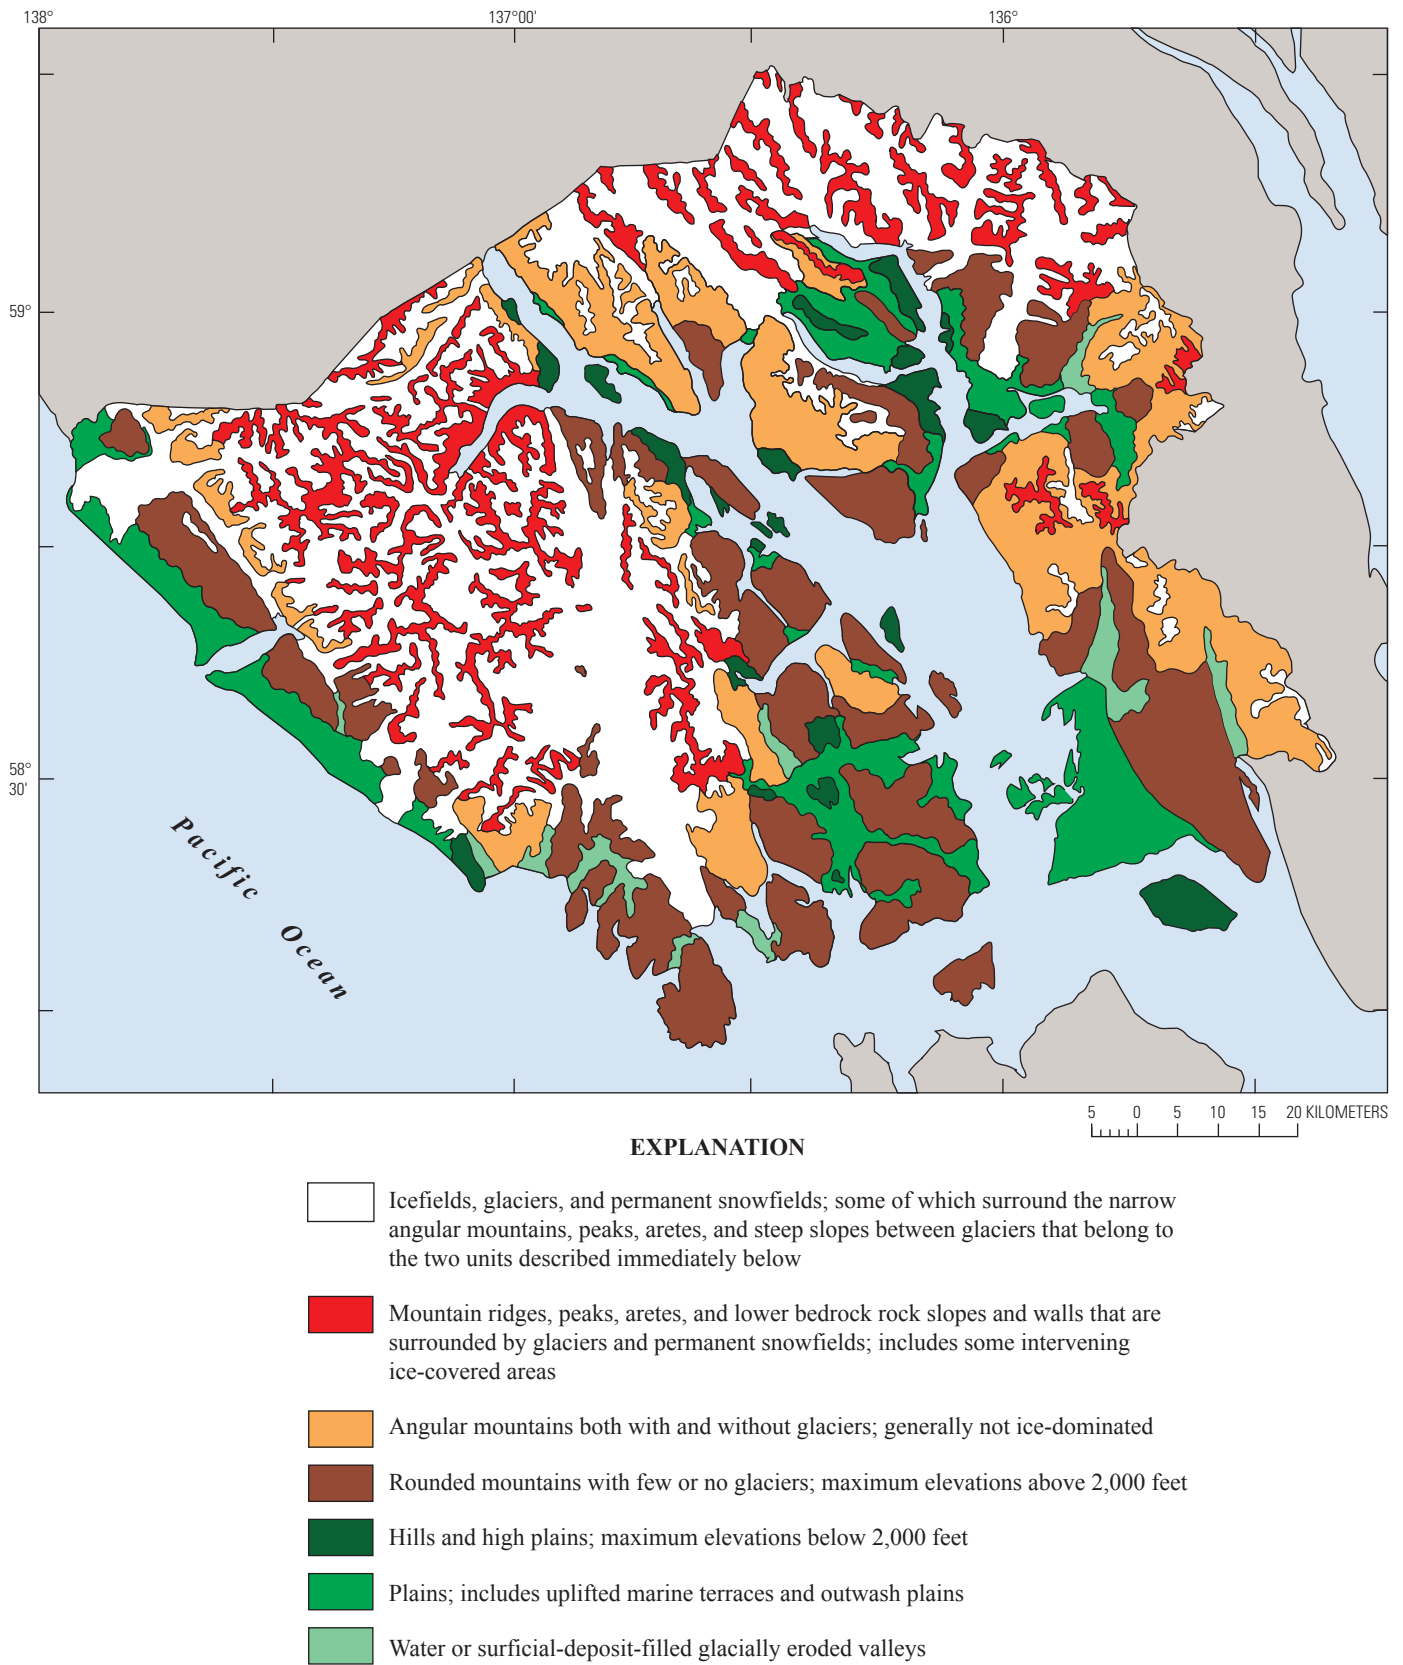 138°
137°00'
136°
59°
58°
30'
Pacific Ocean
5 0 5 10 15 20 KILOMETERS
EXPLANATION
Icefields, glaciers, and permanent snowfields; some of which surround the narrow
angular mountains, peaks, aretes, and steep slopes between glaciers that belong to
the two units described immediately below
Mountain ridges, peaks, aretes, and lower bedrock rock slopes and walls that are
surrounded by glaciers and permanent snowfields; includes some intervening
ice-covered areas
Angular mountains both with and without glaciers; generally not ice-dominated
Rounded mountains with few or no glaciers; maximum elevations above 2,000 feet
Hills and high plains; maximum elevations below 2,000 feet
Plains; includes uplifted marine terraces and outwash plains
Water or surficial-deposit-filled glacially eroded valleys